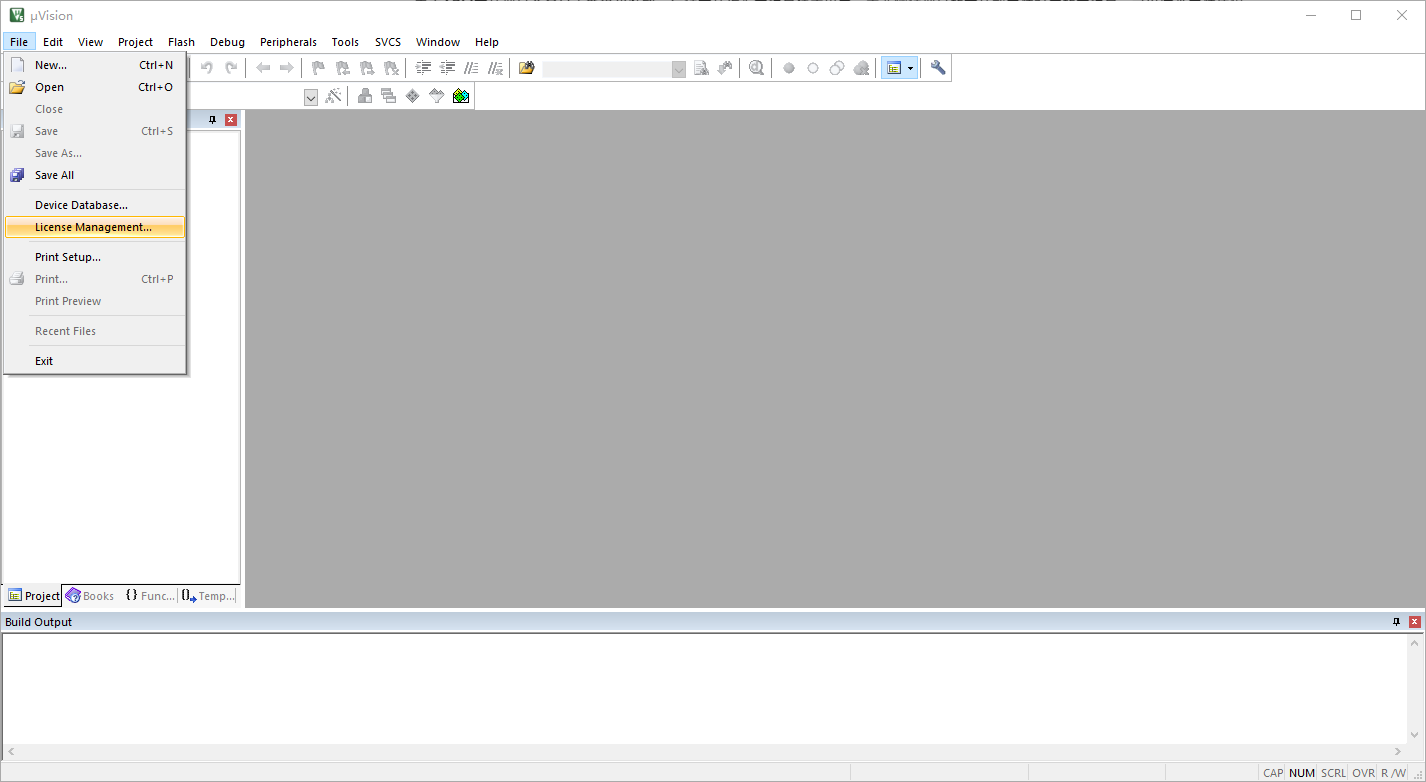 µVision
File Edit View Project Flash Debug Peripherals Tools SVCS Window Help
New... Ctrl+N
Open Ctrl+O
Close
Save Ctrl+S
Save As...
Save All
Device Database...
License Management...
Print Setup...
Print... Ctrl+P
Print Preview
Recent Files
Exit
Project Books {} Func... Temp...
Build Output
CAP NUM SCRL OVR R /W